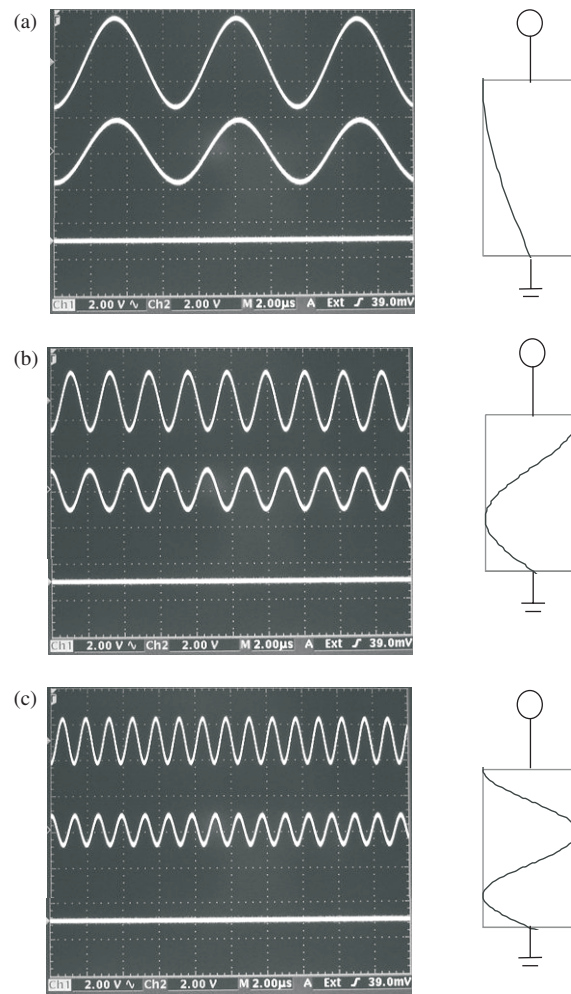 (a)
Ch1 2.00 V ∿ Ch2 2.00 V M 2.00µs A Ext ƒ 39.0mV
(b)
Ch1 2.00 V ∿ Ch2 2.00 V M 2.00µs A Ext ƒ 39.0mV
(c)
Ch1 2.00 V ∿ Ch2 2.00 V M 2.00µs A Ext ƒ 39.0mV